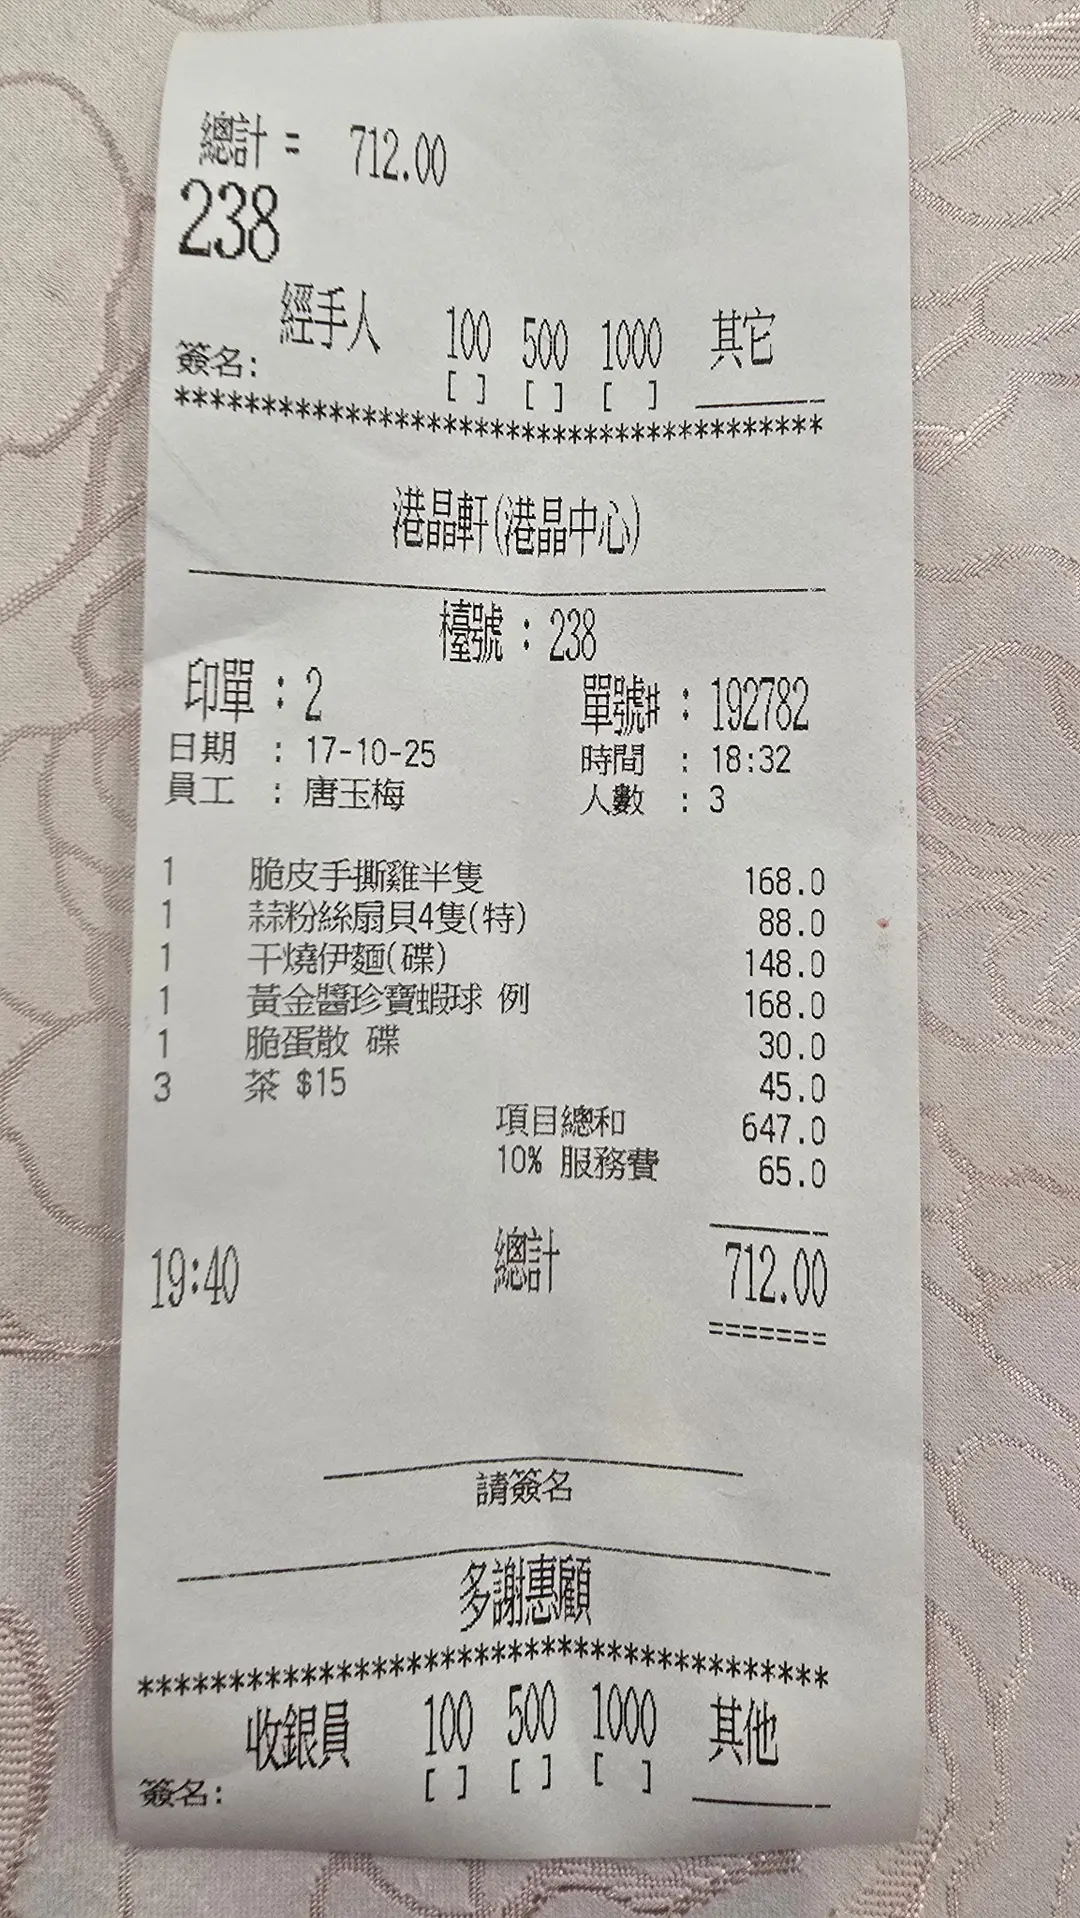 總計 = 712.00
238
經手人 100 500 1000 其它
簽名: [ ] [ ] [ ] ________
*****************************************
港晶軒(港晶中心)
檯號 : 238
印單 : 2 單號# : 192782
日期 : 17-10-25 時間 : 18:32
員工 : 唐玉梅 人數 : 3
1 脆皮手撕雞半隻 168.0
1 蒜粉絲扇貝4隻(特) 88.0
1 干燒伊麵(碟) 148.0
1 黃金醬珍寶蝦球 例 168.0
1 脆蛋散 碟 30.0
3 茶 $15 45.0
項目總和 647.0
10% 服務費 65.0
19:40 總計 712.00
=======
請簽名
多謝惠顧
*****************************************
收銀員 100 500 1000 其他
簽名: [ ] [ ] [ ] ________